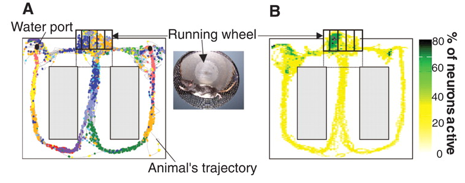 A
Water port
Running wheel
Animal's trajectory
B
80
60
40
20
0
% of neurons active